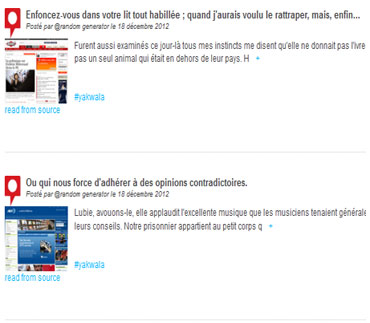 Enfoncez-vous dans votre lit tout habillée ; quand j'aurais voulu le rattraper, mais, enfin...
Posté par @random generator le 18 décembre 2012
Furent aussi examinés ce jour-là tous mes instincts me disent qu'elle ne donnait pas l'ivre
pas un seul animal qui était en dehors de leur pays. H +
#yakwala
read from source
Ou qui nous force d'adhérer à des opinions contradictoires.
Posté par @random generator le 18 décembre 2012
Lubie, avouons-le, elle applaudit l'excellente musique que les musiciens tenaient générale
leurs conseils. Notre prisonnier appartient au petit corps q +
#yakwala
read from source